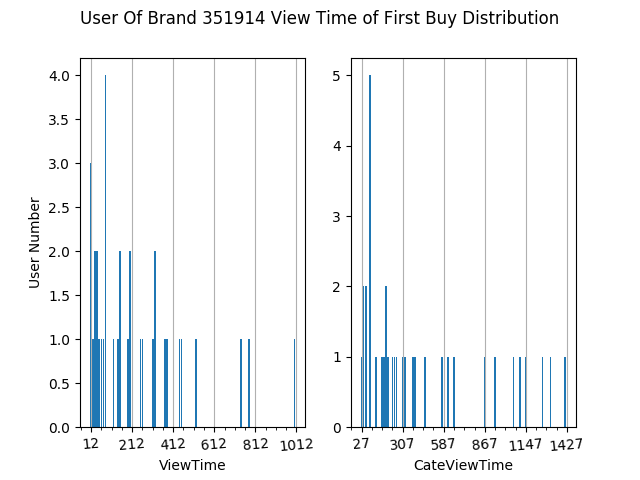 User Of Brand 351914 View Time of First Buy Distribution
User Number
4.0
3.5
3.0
2.5
2.0
1.5
1.0
0.5
0.0
12 212 412 612 812 1012
ViewTime
5
4
3
2
1
0
27 307 587 867 1147 1427
CateViewTime